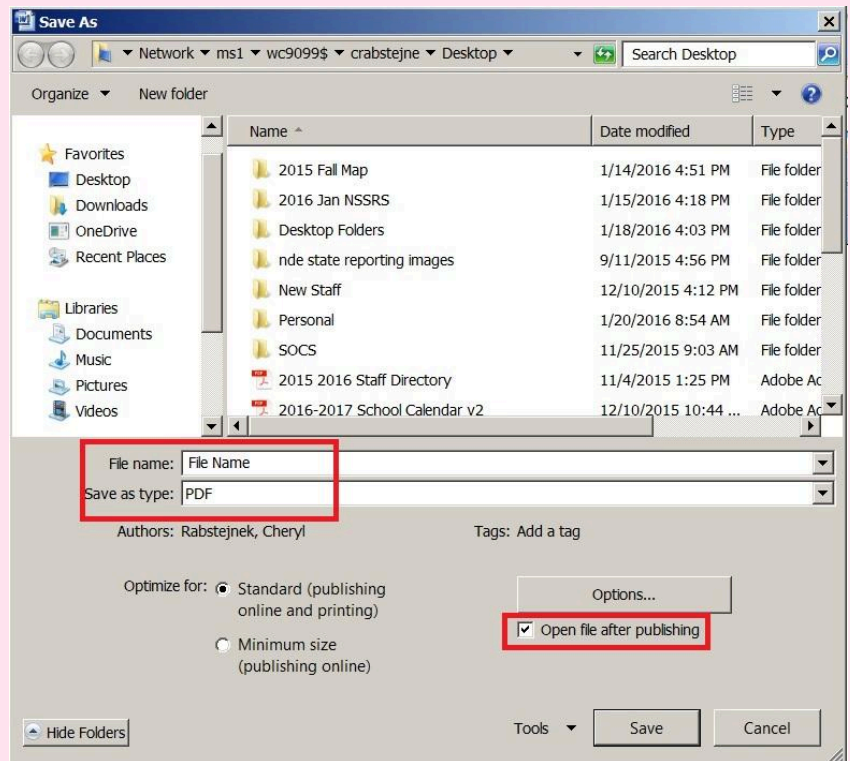 Save As
Network ms1 wc9099$ crabstejne Desktop
Search Desktop
Organize New folder
Name Date modified Type
Favorites
Desktop
Downloads
OneDrive
Recent Places
Libraries
Documents
Music
Pictures
Videos
2015 Fall Map 1/14/2016 4:51 PM File folder
2016 Jan NSSRS 1/15/2016 4:18 PM File folder
Desktop Folders 1/18/2016 4:03 PM File folder
nde state reporting images 9/11/2015 4:56 PM File folder
New Staff 12/10/2015 4:12 PM File folder
Personal 1/20/2016 8:54 AM File folder
SOCS 11/25/2015 9:03 AM File folder
2015 2016 Staff Directory 11/4/2015 1:25 PM Adobe Ac
2016-2017 School Calendar v2 12/10/2015 10:44 ... Adobe Ac
File name: File Name
Save as type: PDF
Authors: Rabstejnek, Cheryl Tags: Add a tag
Optimize for: Standard (publishing
online and printing)
Minimum size
(publishing online)
Options...
Open file after publishing
Hide Folders Tools Save Cancel